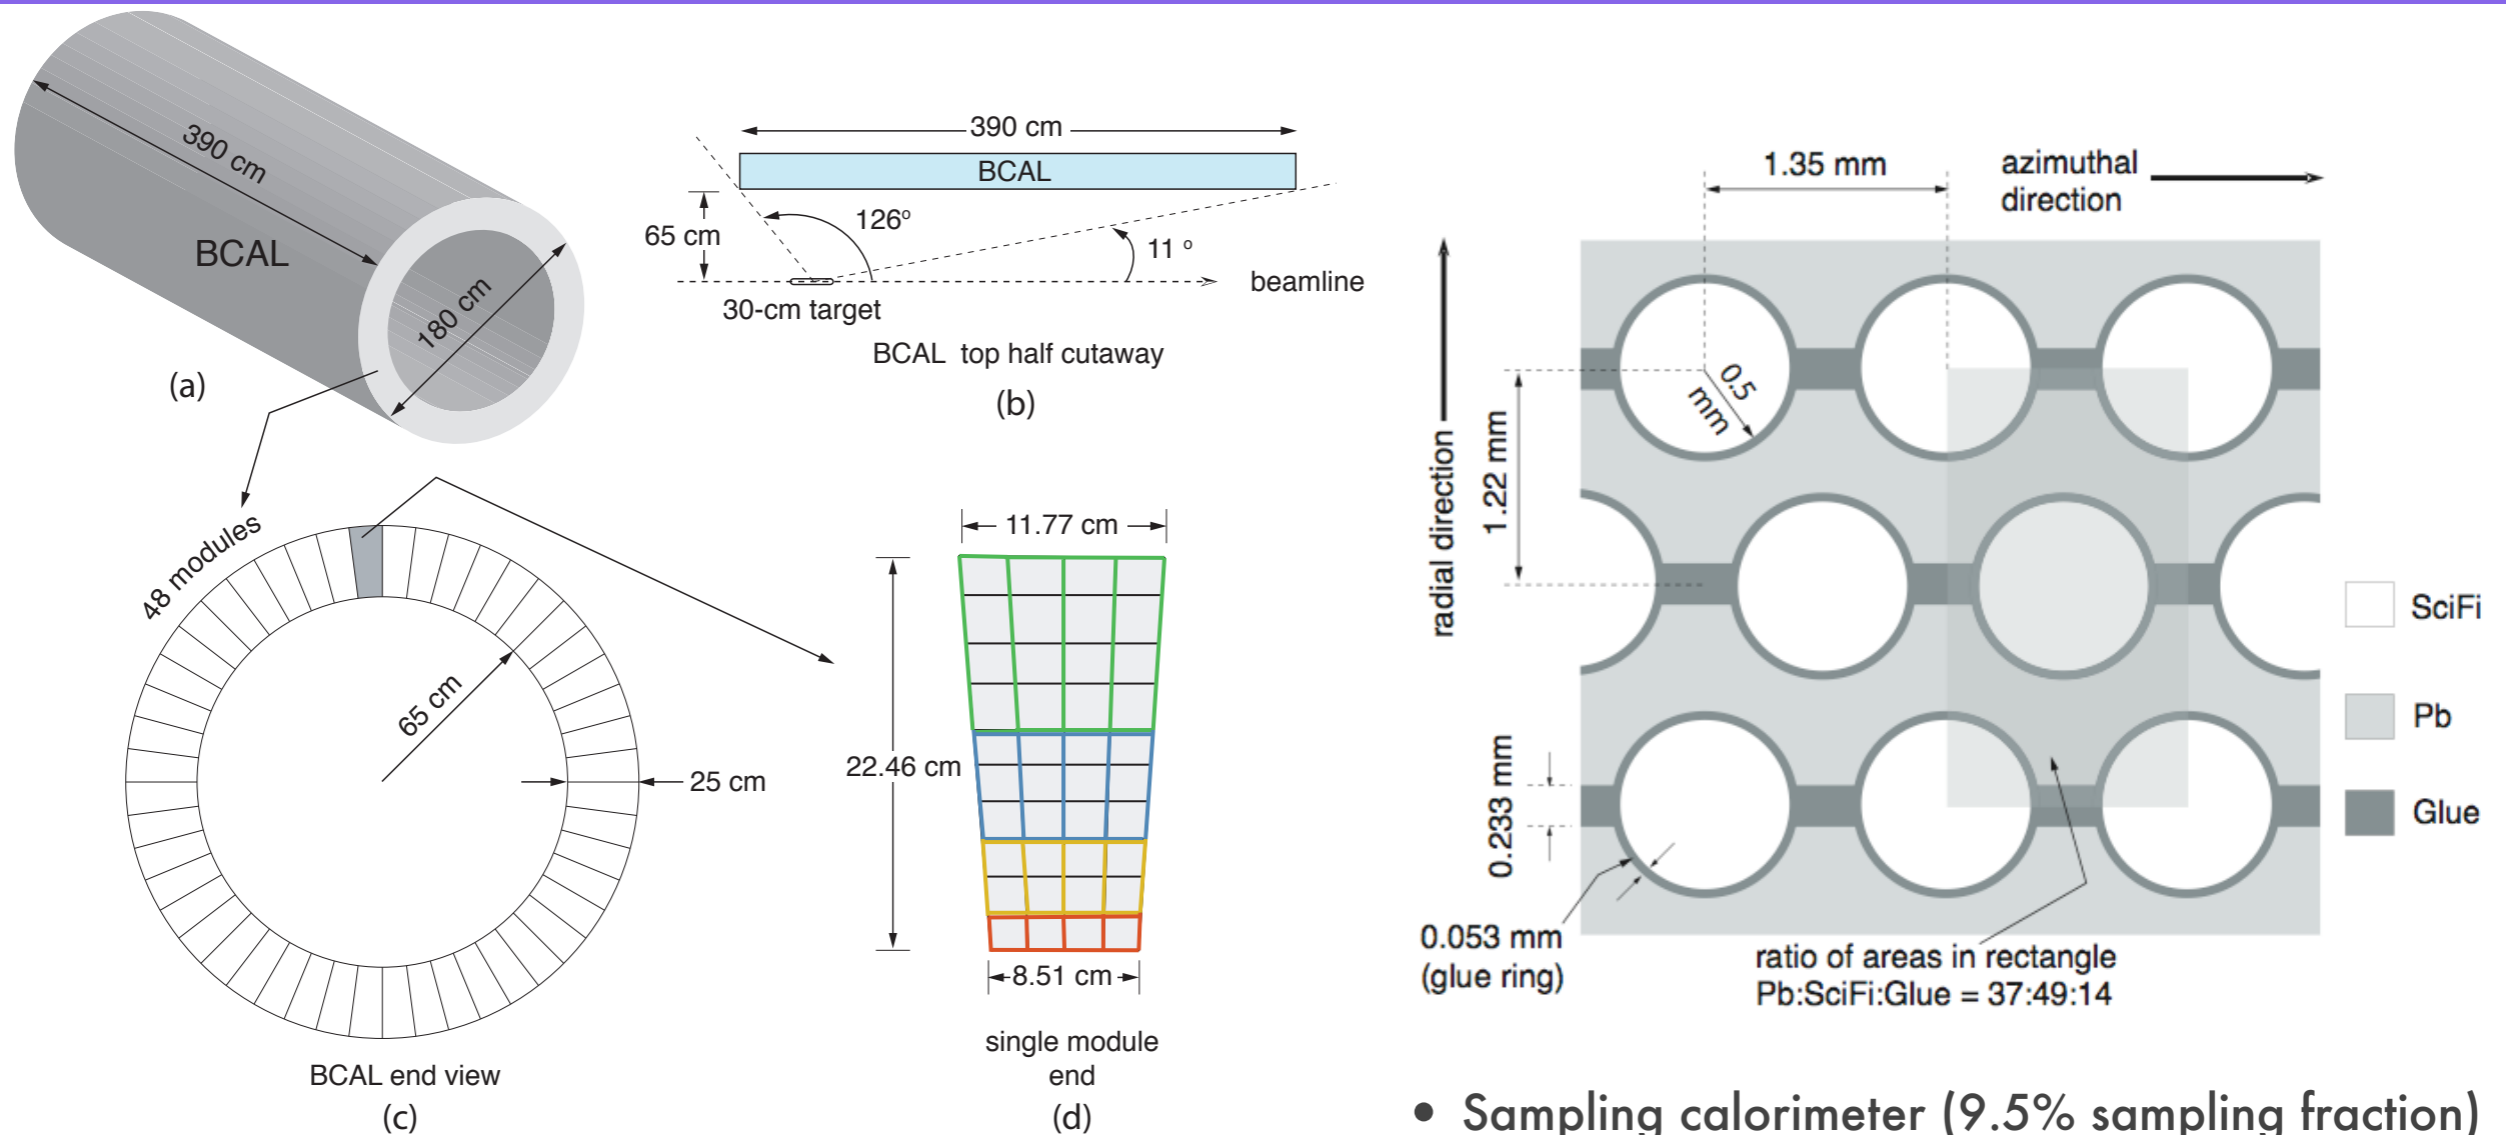 390 cm
BCAL
180 cm
(a)
390 cm
BCAL
65 cm
126º
11 º
beamline
30-cm target
BCAL top half cutaway
(b)
48 modules
65 cm
25 cm
BCAL end view
(c)
11.77 cm
22.46 cm
8.51 cm
single module
end
(d)
1.35 mm
azimuthal
direction
radial direction
1.22 mm
0.5
mm
0.233 mm
0.053 mm
(glue ring)
ratio of areas in rectangle
Pb:SciFi:Glue = 37:49:14
SciFi
Pb
Glue
• Sampling calorimeter (9.5% sampling fraction)